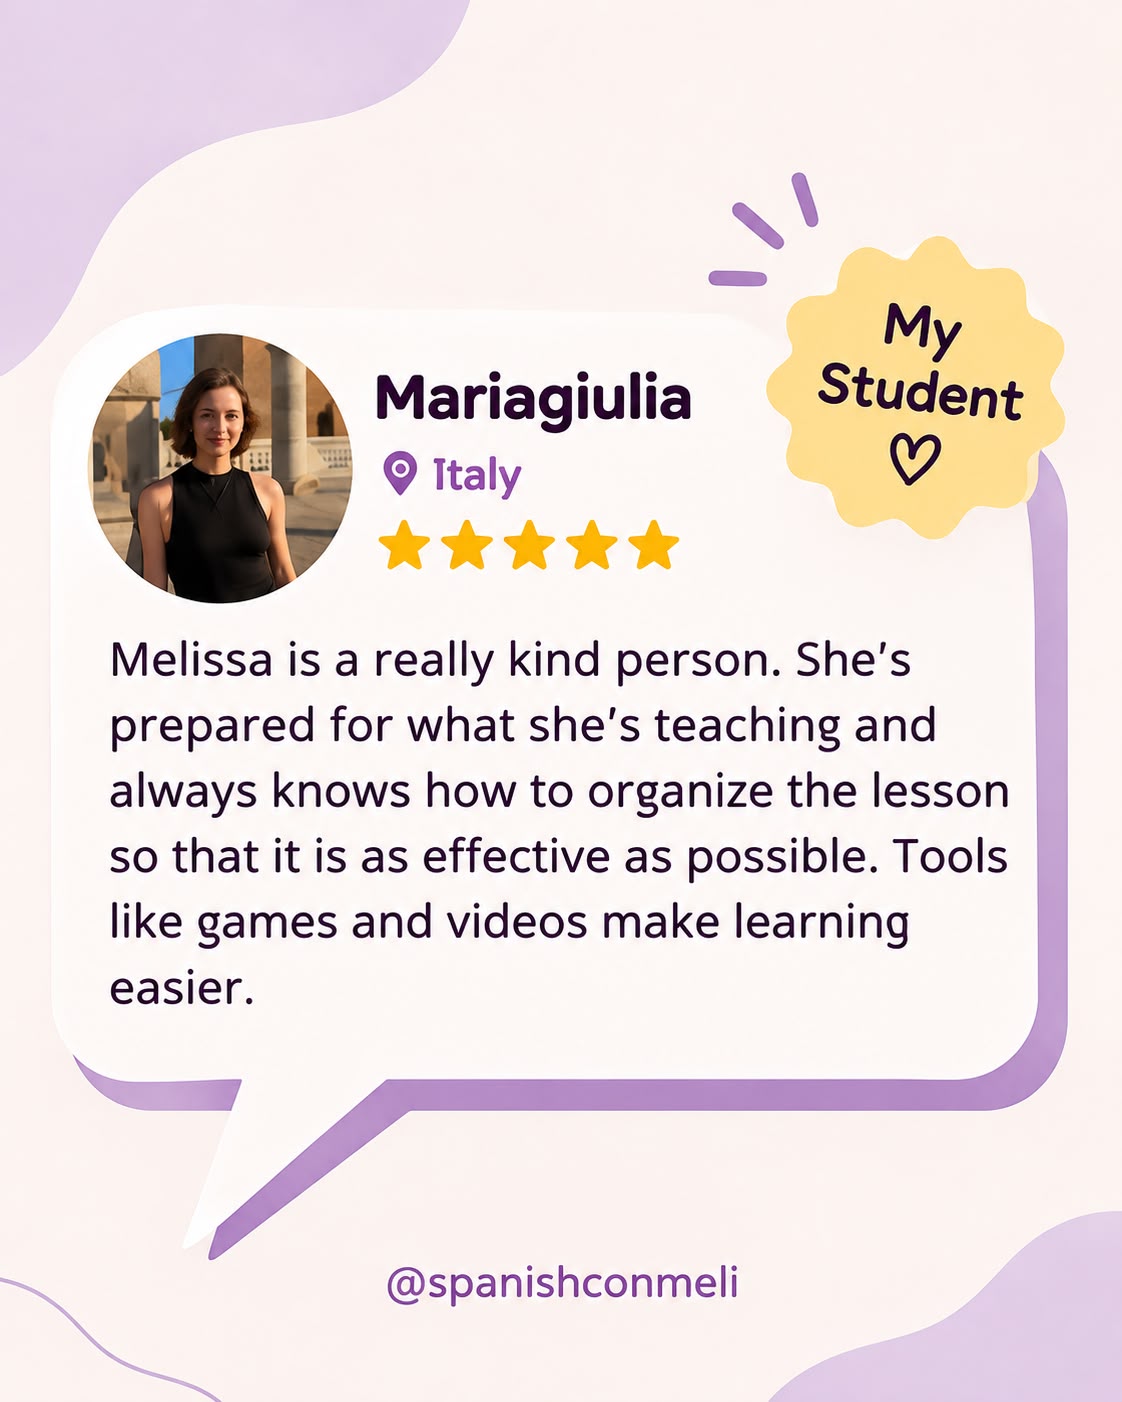 My
Student
Mariagiulia
Italy
Melissa is a really kind person. She's
prepared for what she's teaching and
always knows how to organize the lesson
so that it is as effective as possible. Tools
like games and videos make learning
easier.
@spanishconmeli